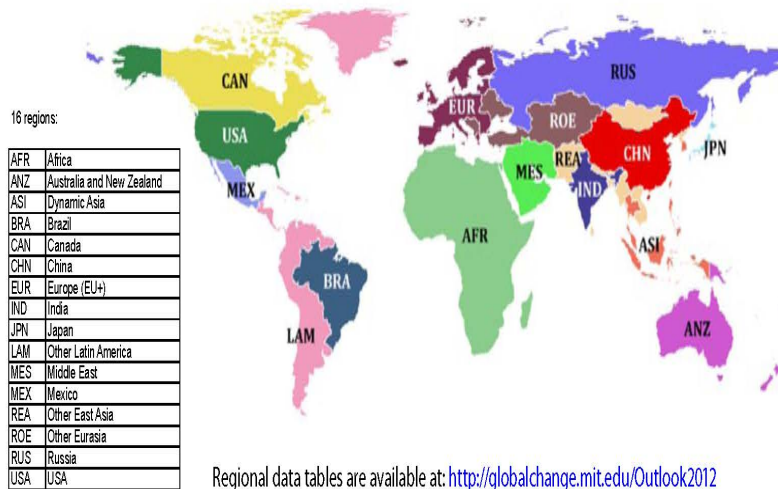 CAN
RUS
EUR
ROE
USA
JPN
CHN
REA
MES
MEX
IND
AFR
ASI
BRA
ANZ
LAM
16 regions:
AFR Africa
ANZ Australia and New Zealand
ASI Dynamic Asia
BRA Brazil
CAN Canada
CHN China
EUR Europe (EU+)
IND India
JPN Japan
LAM Other Latin America
MES Middle East
MEX Mexico
REA Other East Asia
ROE Other Eurasia
RUS Russia
USA USA
Regional data tables are available at: http://globalchange.mit.edu/Outlook2012